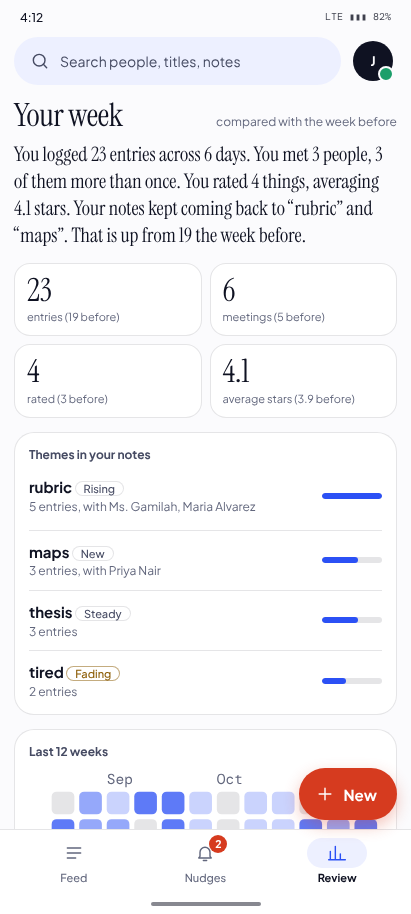 4:12
LTE 82%
Search people, titles, notes
J
Your week
compared with the week before
You logged 23 entries across 6 days. You met 3 people, 3
of them more than once. You rated 4 things, averaging
4.1 stars. Your notes kept coming back to “rubric” and
“maps”. That is up from 19 the week before.
23
entries (19 before)
6
meetings (5 before)
4
rated (3 before)
4.1
average stars (3.9 before)
Themes in your notes
rubric Rising
5 entries, with Ms. Gamilah, Maria Alvarez
maps New
3 entries, with Priya Nair
thesis Steady
3 entries
tired Fading
2 entries
Last 12 weeks
Sep Oct
+ New
2
Feed
Nudges
Review